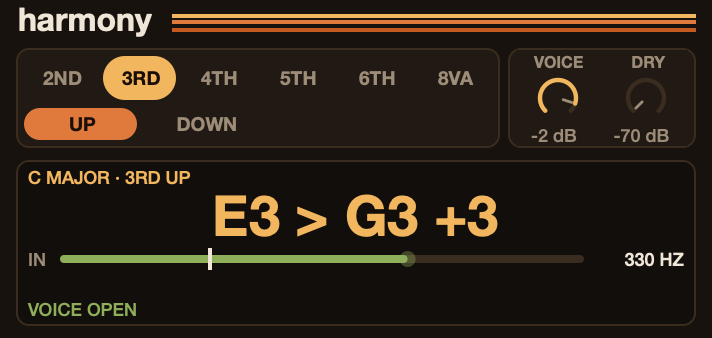 harmony
2ND 3RD 4TH 5TH 6TH 8VA
UP DOWN
VOICE DRY
-2 dB -70 dB
C MAJOR · 3RD UP
E3 > G3 +3
IN 330 HZ
VOICE OPEN